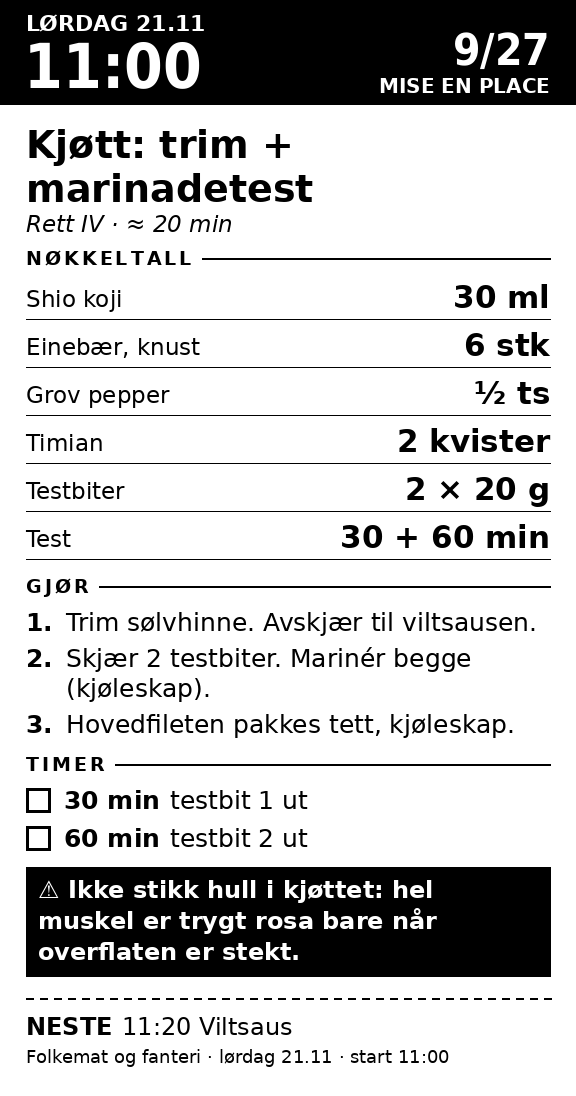 LØRDAG 21.11
11:00
9/27
MISE EN PLACE
Kjøtt: trim +
marinadetest
Rett IV · ≈ 20 min
NØKKELTALL
Shio koji 30 ml
Einebær, knust 6 stk
Grov pepper ½ ts
Timian 2 kvister
Testbiter 2 × 20 g
Test 30 + 60 min
GJØR
1. Trim sølvhinne. Avskjær til viltsausen.
2. Skjær 2 testbiter. Marinér begge
(kjøleskap).
3. Hovedfileten pakkes tett, kjøleskap.
TIMER
☐ 30 min testbit 1 ut
☐ 60 min testbit 2 ut
⚠ Ikke stikk hull i kjøttet: hel
muskel er trygt rosa bare når
overflaten er stekt.
NESTE 11:20 Viltsaus
Folkemat og fanteri · lørdag 21.11 · start 11:00